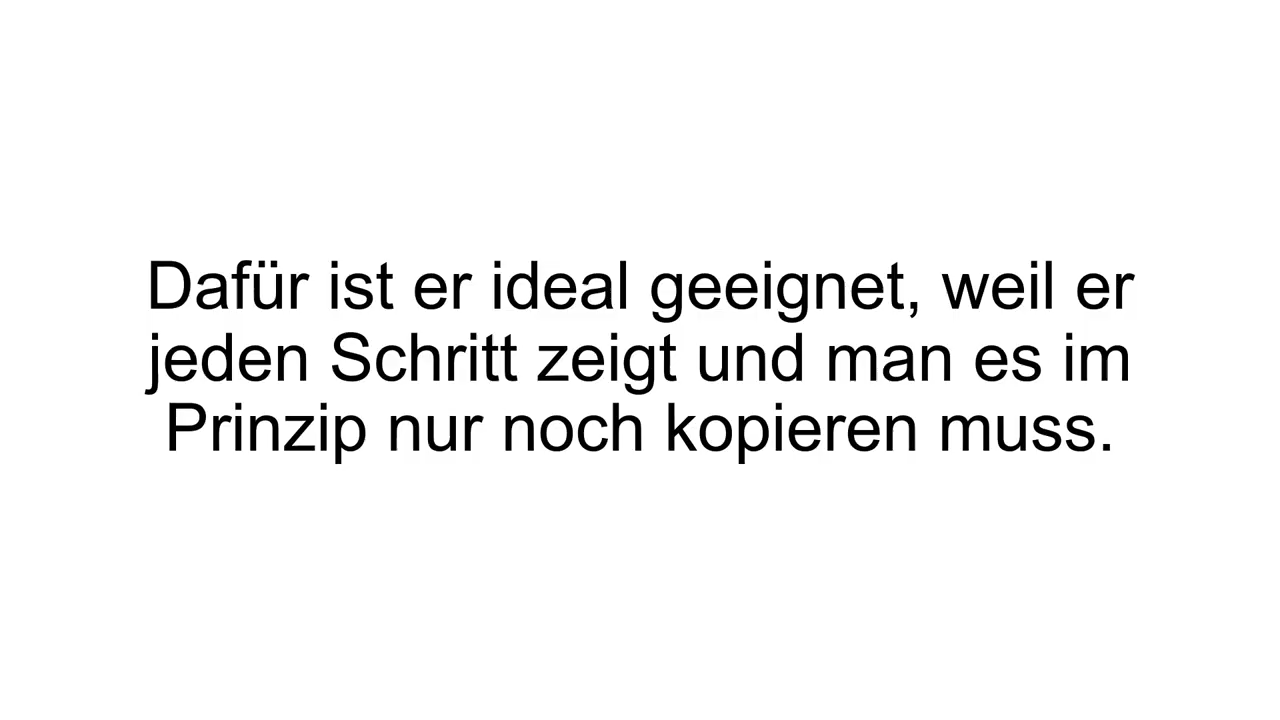 Dafür ist er ideal geeignet, weil er
jeden Schritt zeigt und man es im
Prinzip nur noch kopieren muss.